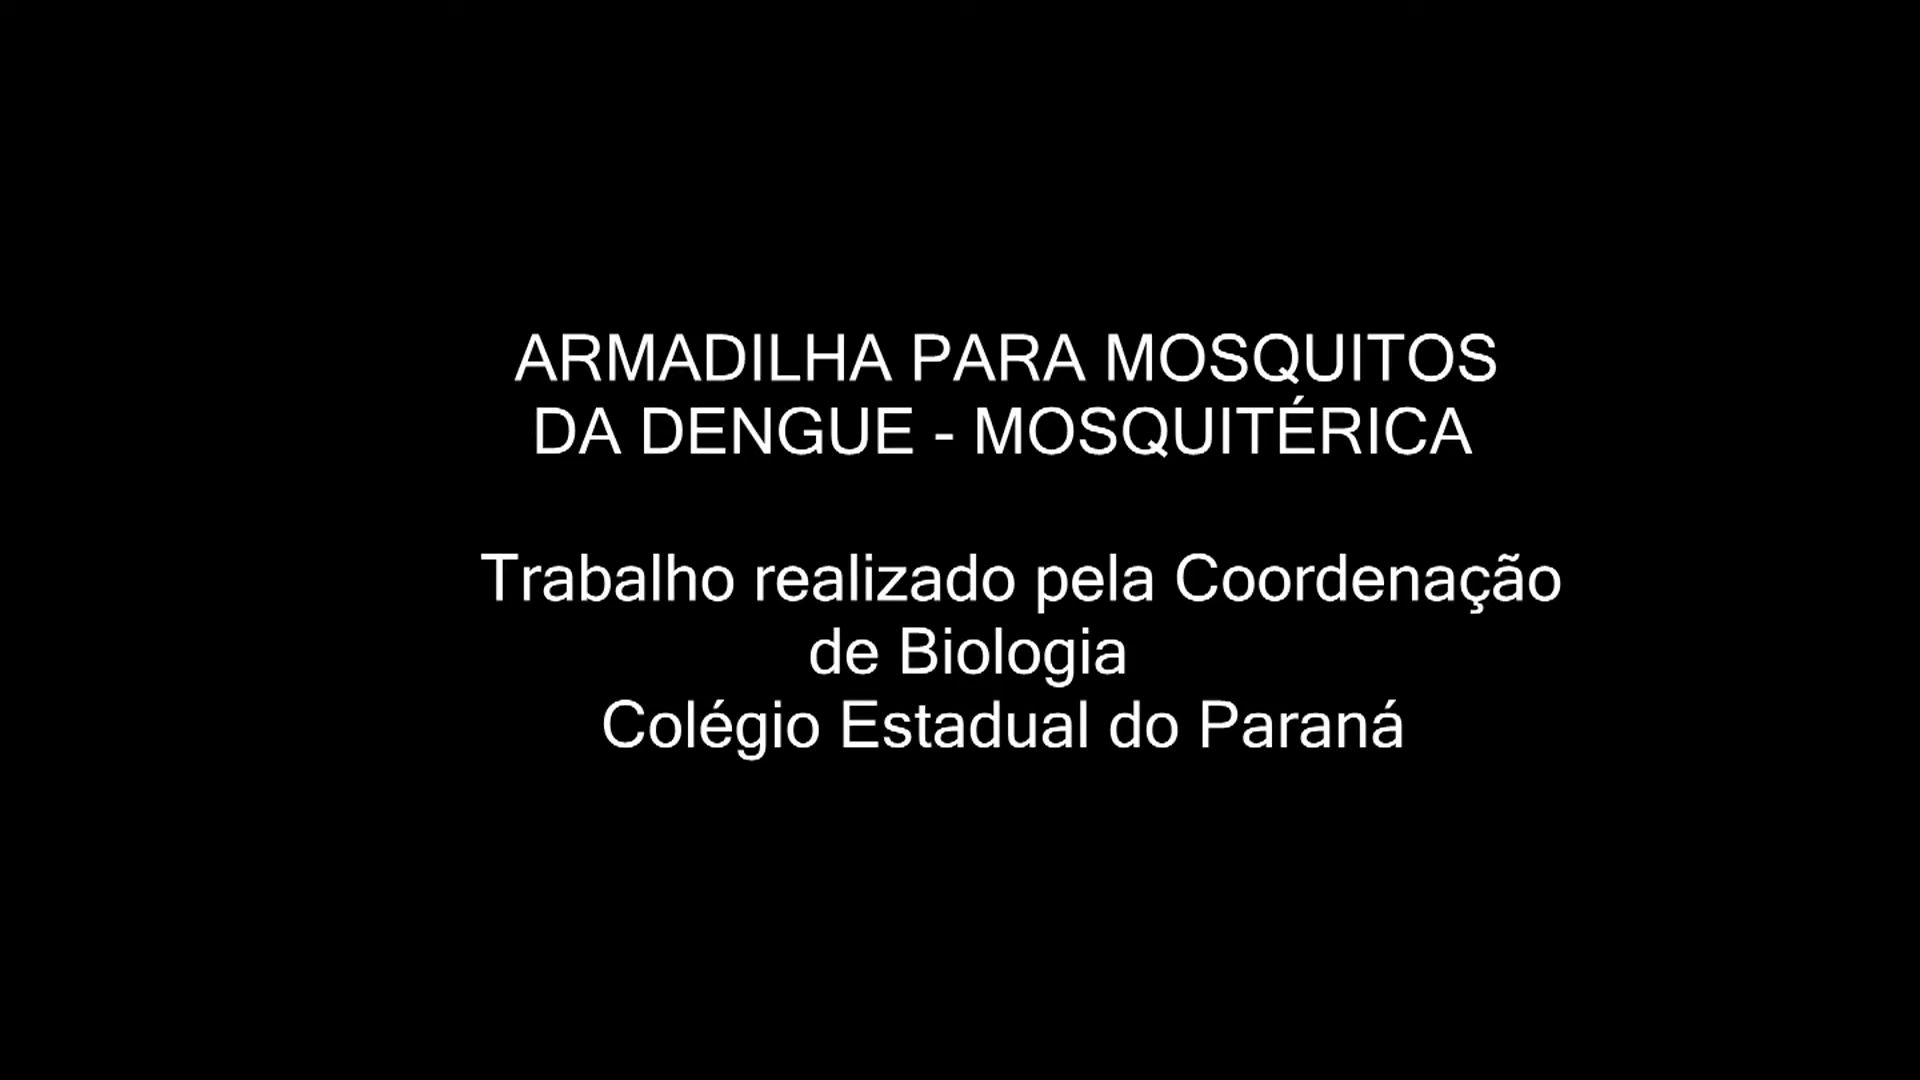 ARMADILHA PARA MOSQUITOS
DA DENGUE - MOSQUITÉRICA
Trabalho realizado pela Coordenação
de Biologia
Colégio Estadual do Paraná